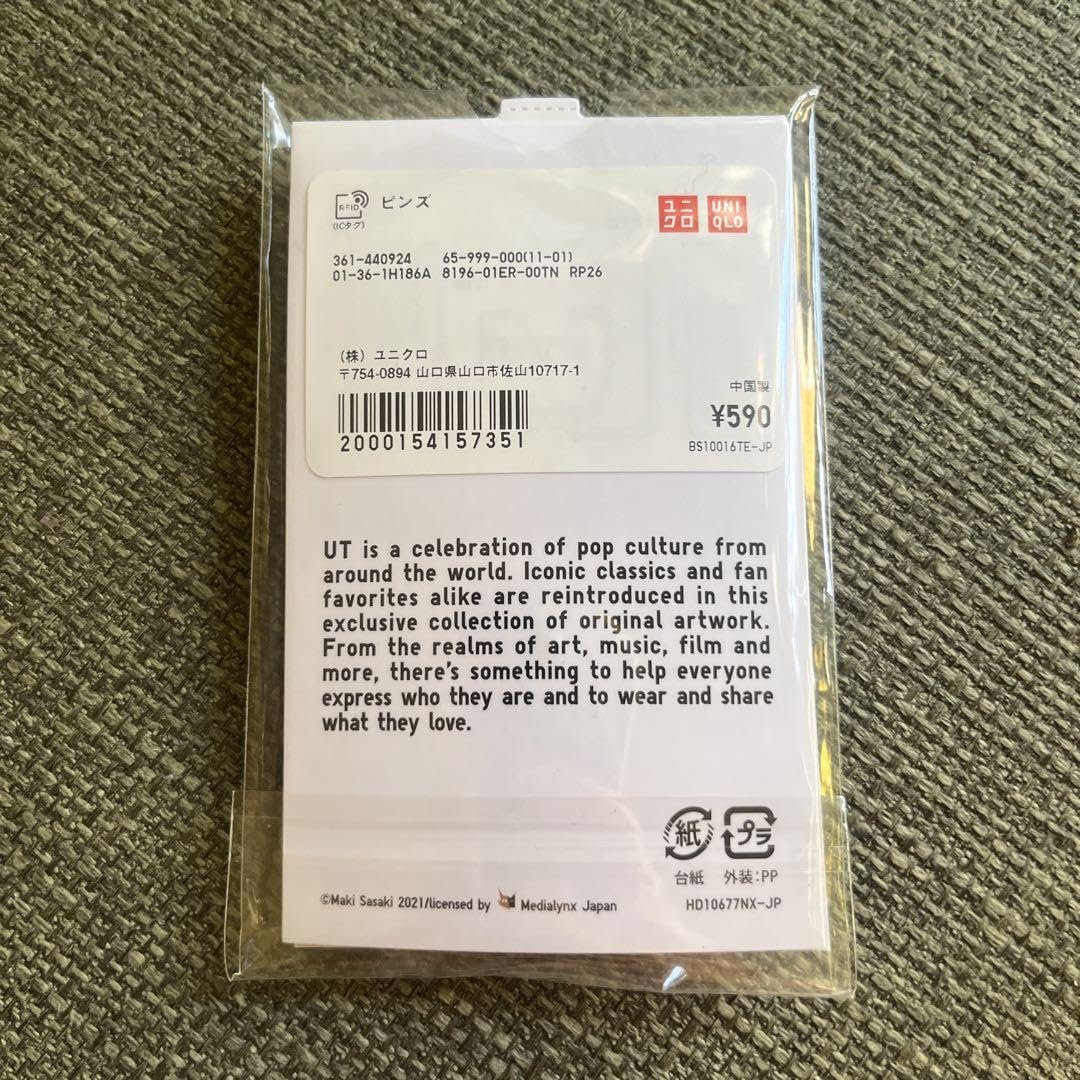 RFID
(ICタグ)
ピンズ
ユニクロ
UNIQLO
361-440924 65-999-000(11-01)
01-36-1H186A 8196-01ER-00TN RP26
(株) ユニクロ
〒754-0894 山口県山口市佐山10717-1
中国製
¥590
2000154157351
BS10016TE-JP
UT is a celebration of pop culture from
around the world. Iconic classics and fan
favorites alike are reintroduced in this
exclusive collection of original artwork.
From the realms of art, music, film and
more, there's something to help everyone
express who they are and to wear and share
what they love.
紙
プラ
台紙 外装:PP
©Maki Sasaki 2021/licensed by Medialynx Japan
HD10677NX-JP